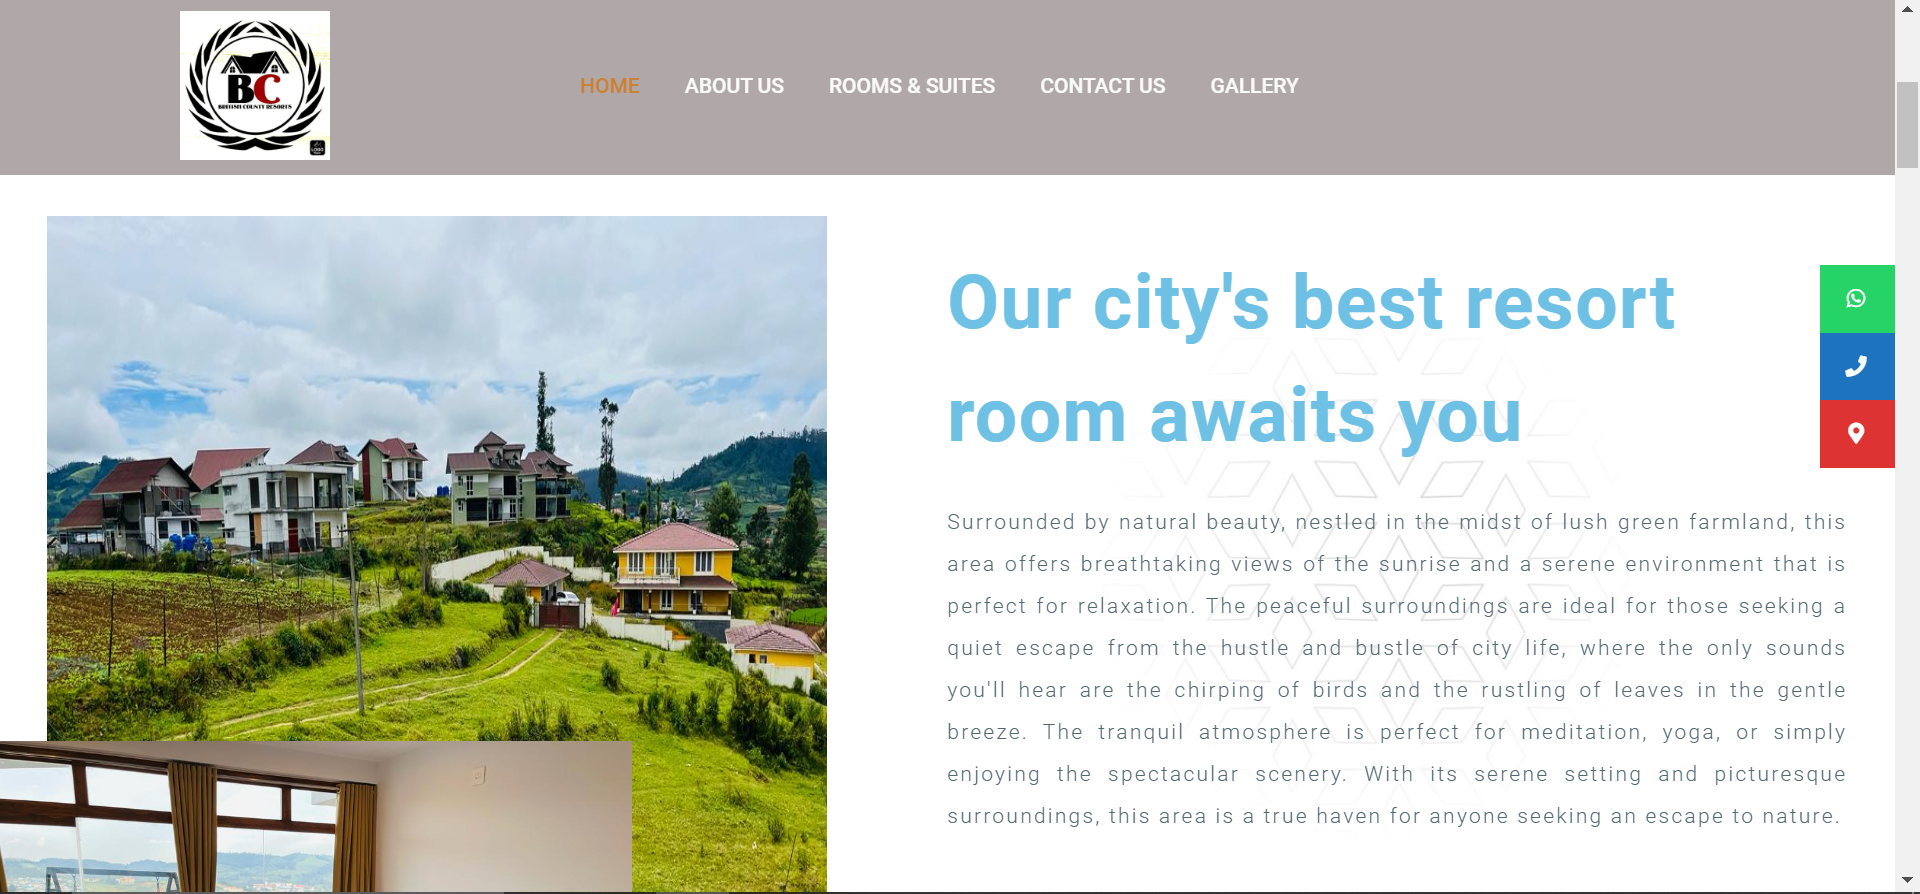 BC
BRITISH COUNTY RESORTS
LOGO
HOME ABOUT US ROOMS & SUITES CONTACT US GALLERY
Our city's best resort
room awaits you
Surrounded by natural beauty, nestled in the midst of lush green farmland, this
area offers breathtaking views of the sunrise and a serene environment that is
perfect for relaxation. The peaceful surroundings are ideal for those seeking a
quiet escape from the hustle and bustle of city life, where the only sounds
you'll hear are the chirping of birds and the rustling of leaves in the gentle
breeze. The tranquil atmosphere is perfect for meditation, yoga, or simply
enjoying the spectacular scenery. With its serene setting and picturesque
surroundings, this area is a true haven for anyone seeking an escape to nature.